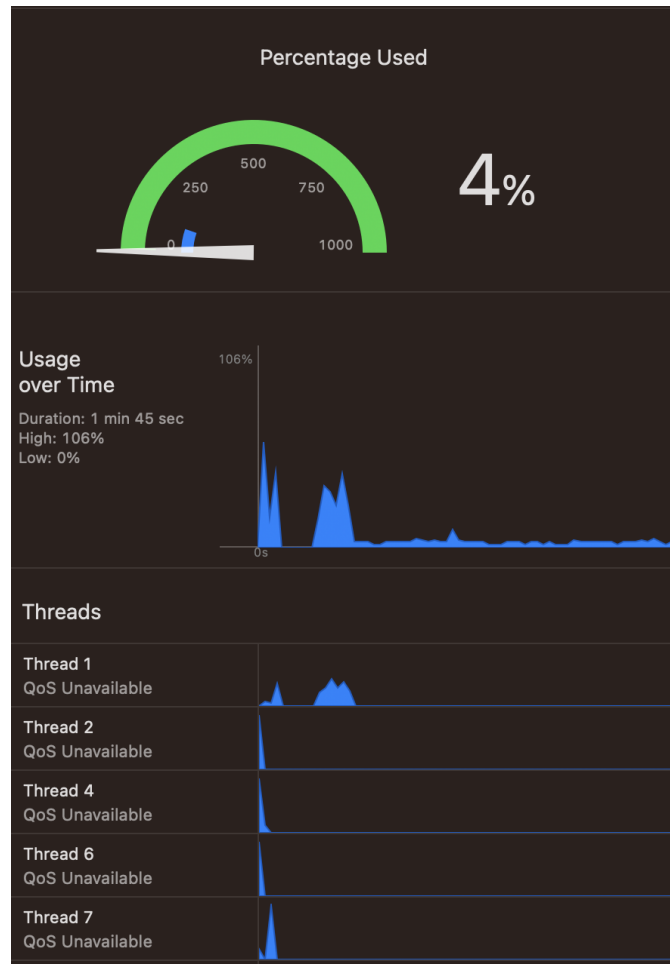 Percentage Used
500
250
750
0
1000
4%
Usage
over Time
106%
Duration: 1 min 45 sec
High: 106%
Low: 0%
0s
Threads
Thread 1
QoS Unavailable
Thread 2
QoS Unavailable
Thread 4
QoS Unavailable
Thread 6
QoS Unavailable
Thread 7
QoS Unavailable